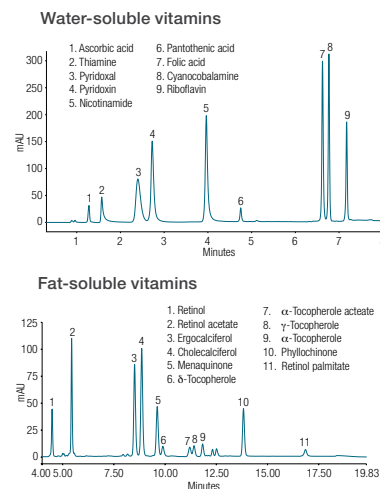 Water-soluble vitamins
1. Ascorbic acid
2. Thiamine
3. Pyridoxal
4. Pyridoxin
5. Nicotinamide
6. Pantothenic acid
7. Folic acid
8. Cyanocobalamine
9. Riboflavin
mAU
300
250
200
150
100
50
0
1
2
3
4
5
6
7
8
9
1
2
3
4
5
6
7
Minutes
Fat-soluble vitamins
1. Retinol
2. Retinol acetate
3. Ergocalciferol
4. Cholecalciferol
5. Menaquinone
6. δ-Tocopherole
7. α-Tocopherole acteate
8. γ-Tocopherole
9. α-Tocopherole
10. Phyllochinone
11. Retinol palmitate
mAU
125
100
75
50
25
0
1
2
3
4
5
6
7
8
9
10
11
4.00
5.00
7.50
10.00
12.50
15.00
17.50
19.83
Minutes